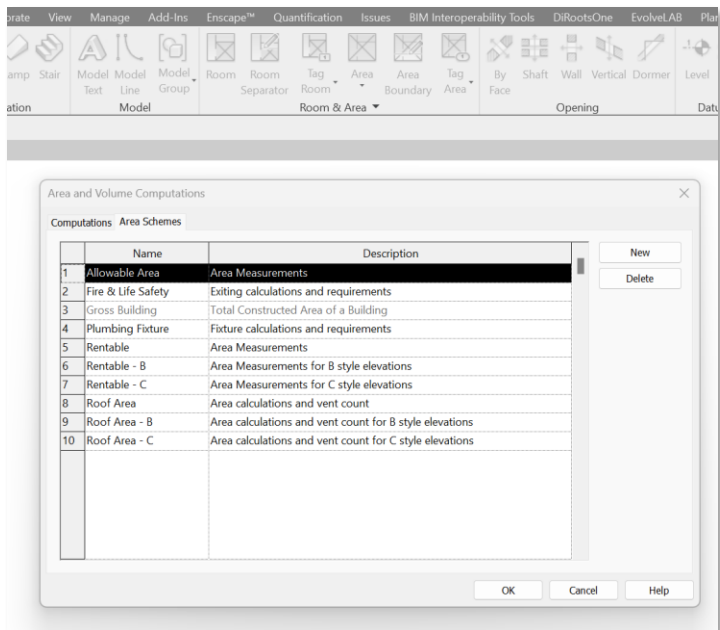 orate View Manage Add-Ins Enscape™ Quantification Issues BIM Interoperability Tools DiRootsOne EvolveLAB Plan
amp Stair Model Model Model Room Room Tag Area Area Tag By Shaft Wall Vertical Dormer Level
Text Line Group Separator Room Boundary Area Face
ation Model Room & Area Opening Datu
Area and Volume Computations
Computations Area Schemes
Name Description
New
1 Allowable Area Area Measurements
Delete
2 Fire & Life Safety Exiting calculations and requirements
3 Gross Building Total Constructed Area of a Building
4 Plumbing Fixture Fixture calculations and requirements
5 Rentable Area Measurements
6 Rentable - B Area Measurements for B style elevations
7 Rentable - C Area Measurements for C style elevations
8 Roof Area Area calculations and vent count
9 Roof Area - B Area calculations and vent count for B style elevations
10 Roof Area - C Area calculations and vent count for C style elevations
OK Cancel Help